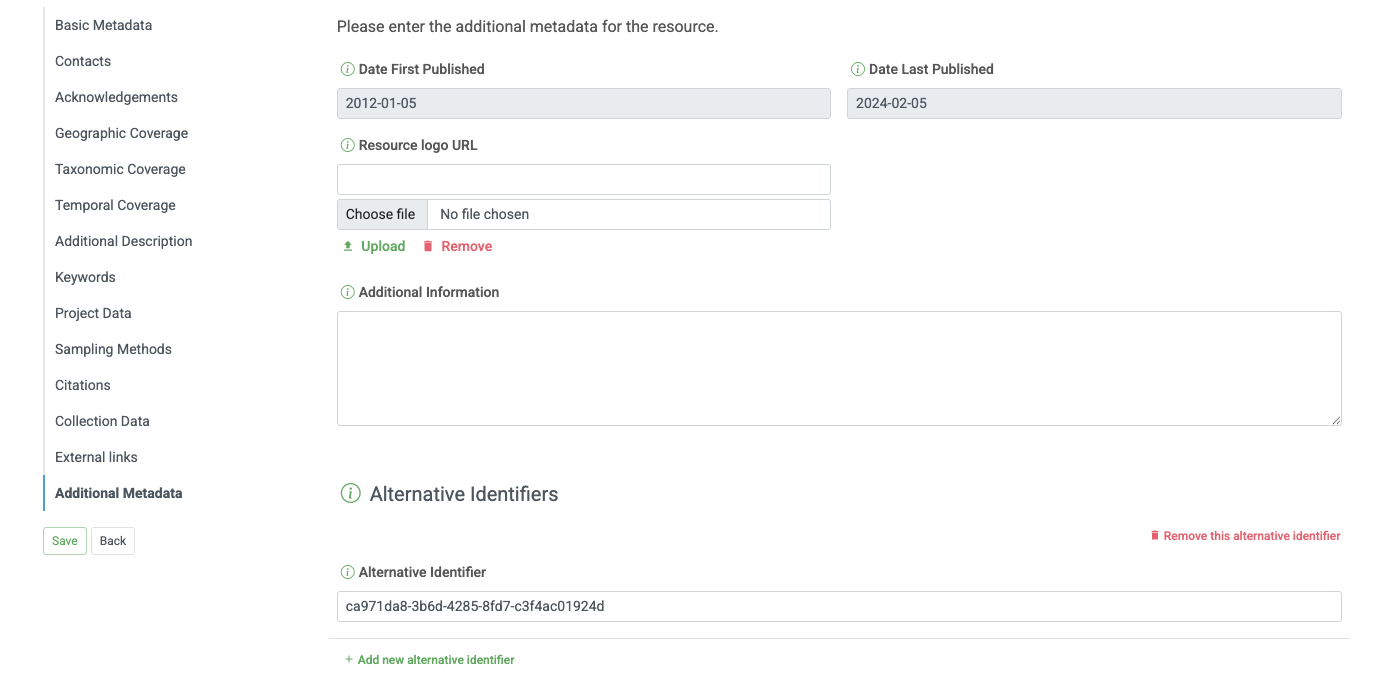 Basic Metadata
Contacts
Acknowledgements
Geographic Coverage
Taxonomic Coverage
Temporal Coverage
Additional Description
Keywords
Project Data
Sampling Methods
Citations
Collection Data
External links
Additional Metadata
Save Back
Please enter the additional metadata for the resource.
Date First Published Date Last Published
2012-01-05 2024-02-05
Resource logo URL
Choose file No file chosen
Upload Remove
Additional Information
Alternative Identifiers
Remove this alternative identifier
Alternative Identifier
ca971da8-3b6d-4285-8fd7-c3f4ac01924d
+ Add new alternative identifier